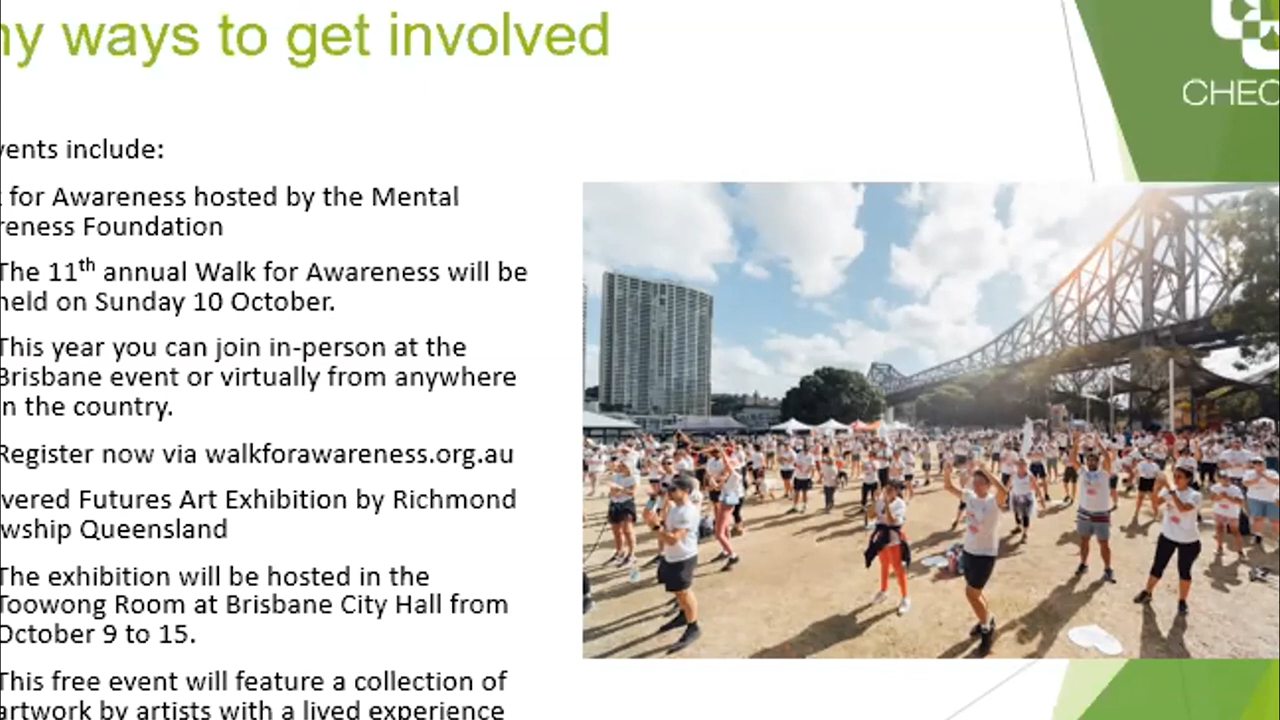 ny ways to get involved
CHEC
vents include:
for Awareness hosted by the Mental
reness Foundation
The 11th annual Walk for Awareness will be
held on Sunday 10 October.
This year you can join in-person at the
Brisbane event or virtually from anywhere
in the country.
Register now via walkforawareness.org.au
vered Futures Art Exhibition by Richmond
wship Queensland
The exhibition will be hosted in the
Toowong Room at Brisbane City Hall from
October 9 to 15.
This free event will feature a collection of
artwork by artists with a lived experience